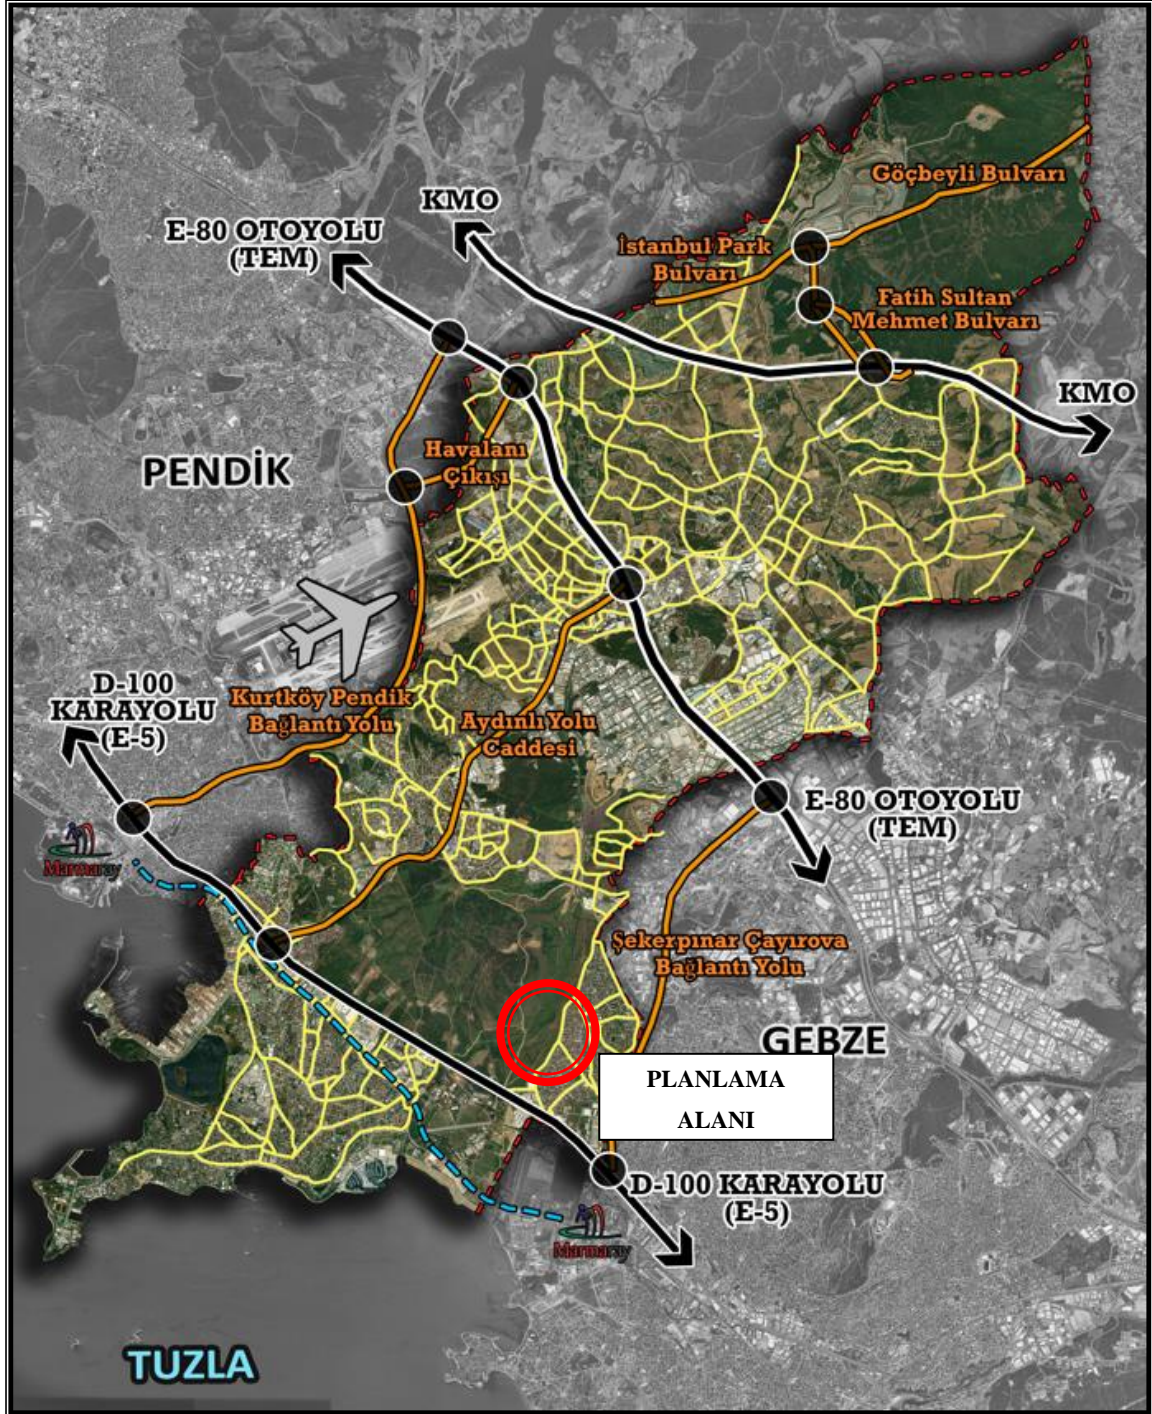 Göçbeyli Bulvarı
KMO
E-80 OTOYOLU
(TEM)
İstanbul Park
Bulvarı
Fatih Sultan
Mehmet Bulvarı
KMO
Havalanı
Çıkışı
PENDİK
D-100
KARAYOLU
(E-5)
Kurtköy Pendik
Bağlantı Yolu
Aydınlı Yolu
Caddesi
E-80 OTOYOLU
(TEM)
Marmaray
Şekerpınar Çayırova
Bağlantı Yolu
GEBZE
PLANLAMA
ALANI
D-100 KARAYOLU
(E-5)
Marmaray
TUZLA